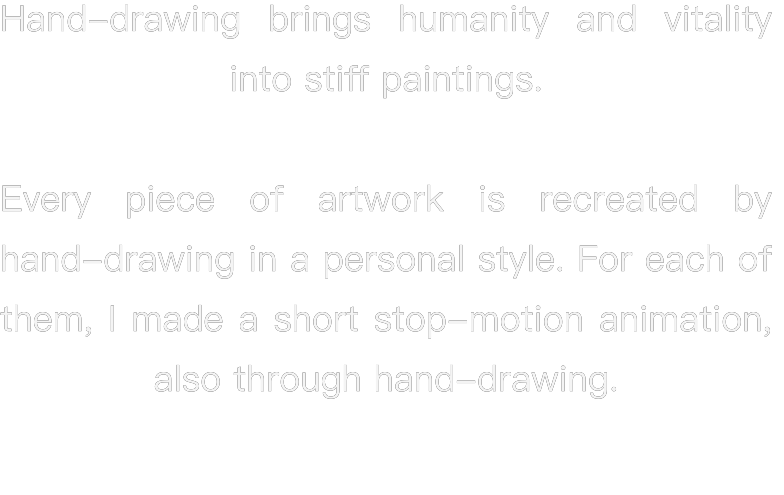 Hand–drawing brings humanity and vitality
into stiff paintings.
Every piece of artwork is recreated by
hand–drawing in a personal style. For each of
them, I made a short stop–motion animation,
also through hand–drawing.